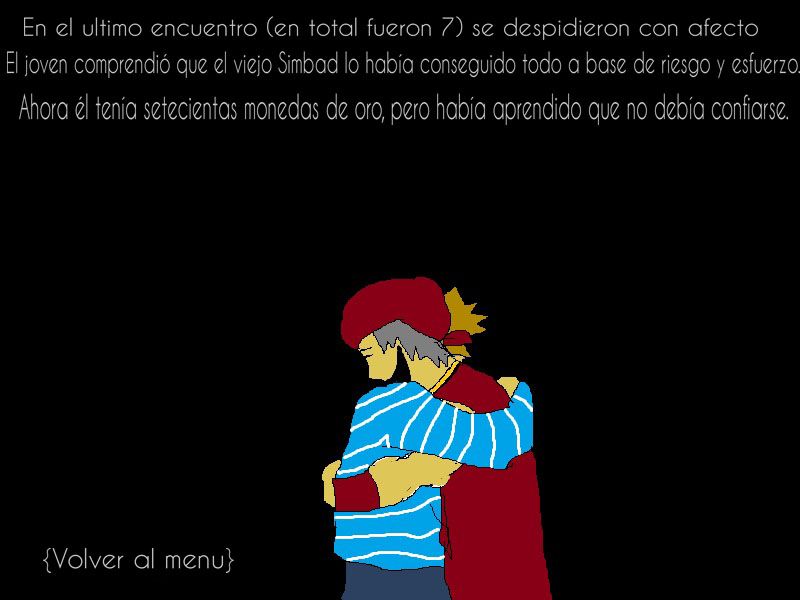 En el ultimo encuentro (en total fueron 7) se despidieron con afecto
El joven comprendió que el viejo Simbad lo había conseguido todo a base de riesgo y esfuerzo.
Ahora él tenía setecientas monedas de oro, pero había aprendido que no debía confiarse.
{Volver al menu}